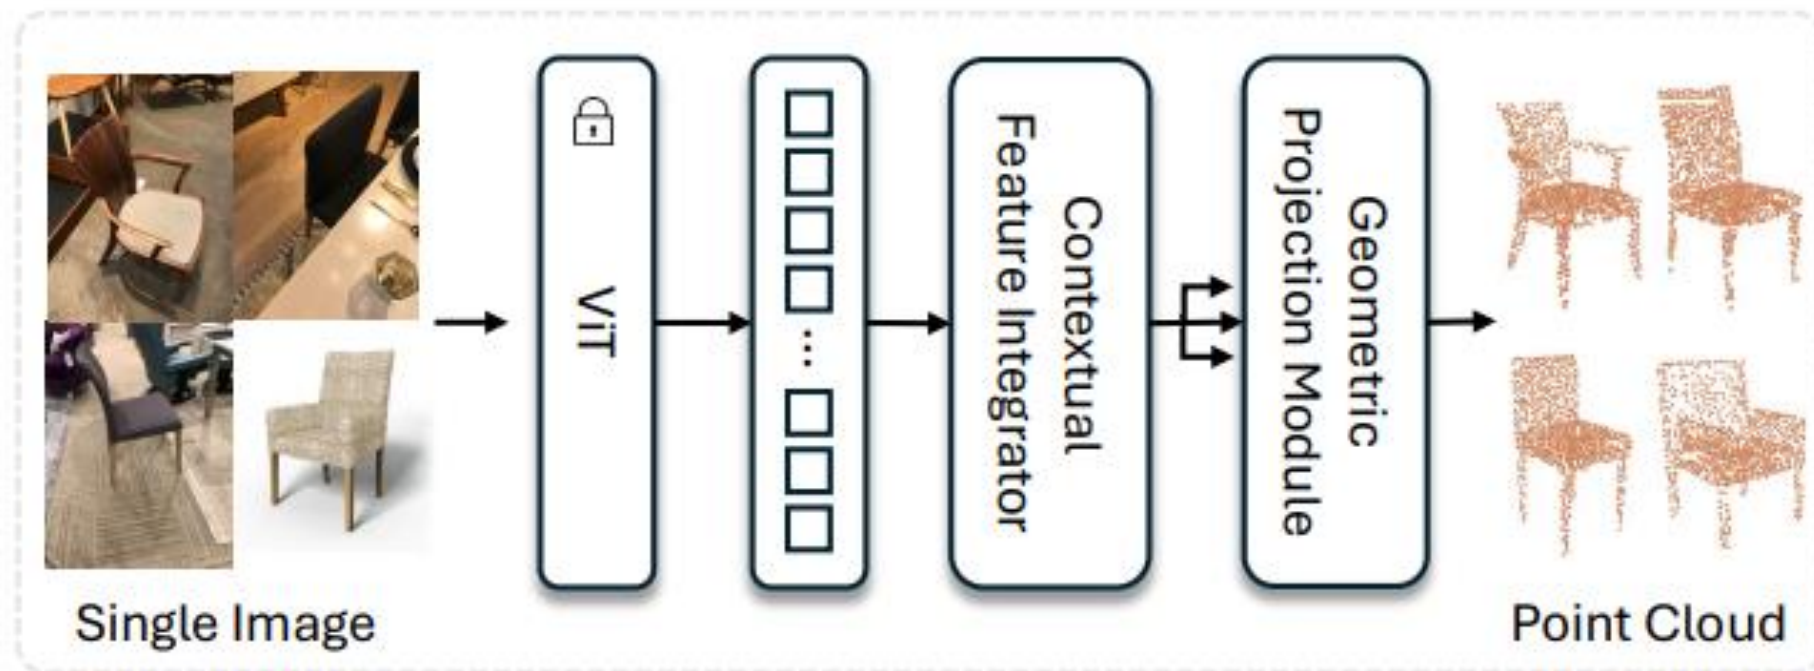 ViT
...
Contextual
Feature Integrator
Geometric
Projection Module
Single Image
Point Cloud